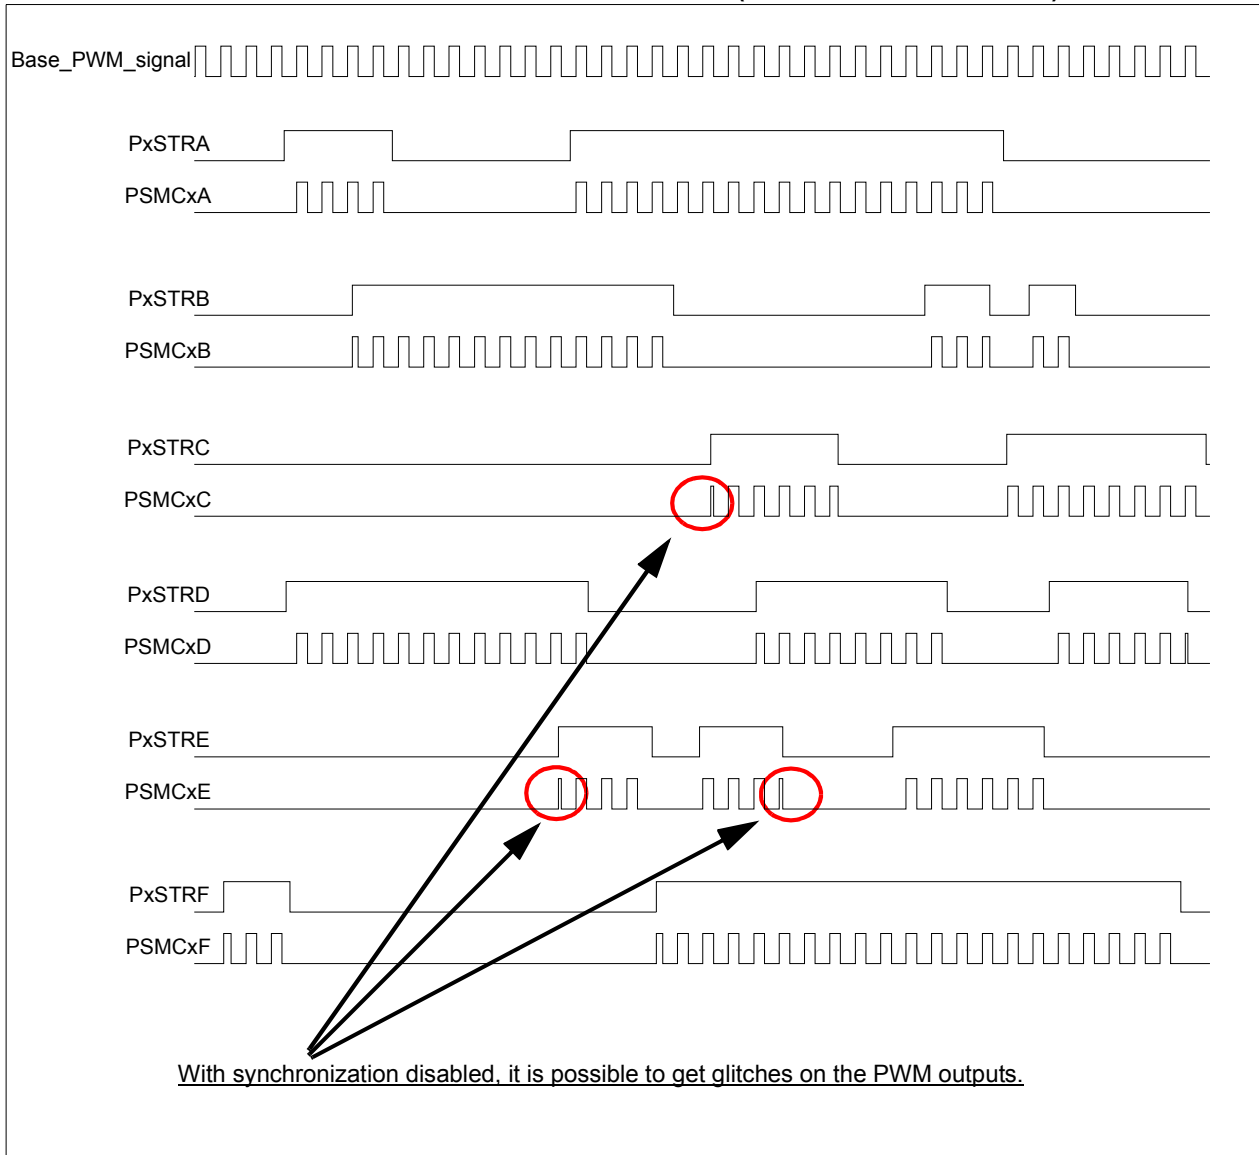 Base_PWM_signal
PxSTRA
PSMCxA
PxSTRB
PSMCxB
PxSTRC
PSMCxC
PxSTRD
PSMCxD
PxSTRE
PSMCxE
PxSTRF
PSMCxF
With synchronization disabled, it is possible to get glitches on the PWM outputs.